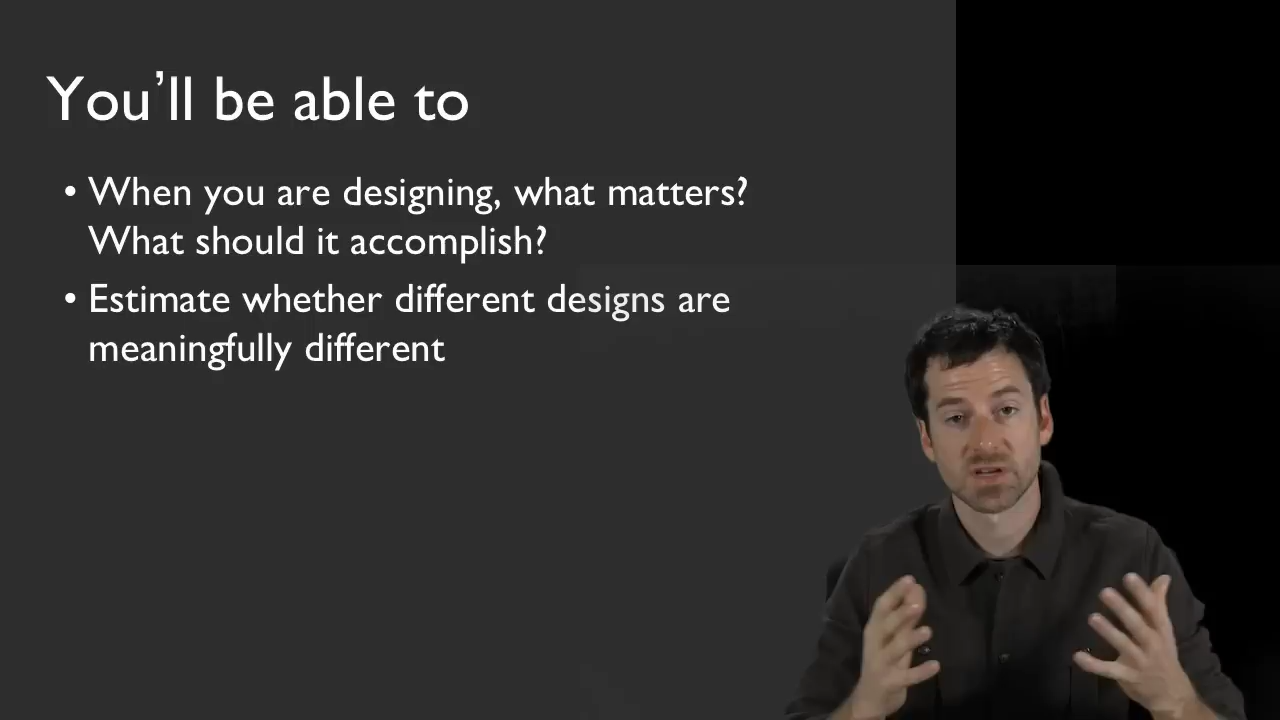 You’ll be able to
• When you are designing, what matters?
What should it accomplish?
• Estimate whether different designs are
meaningfully different